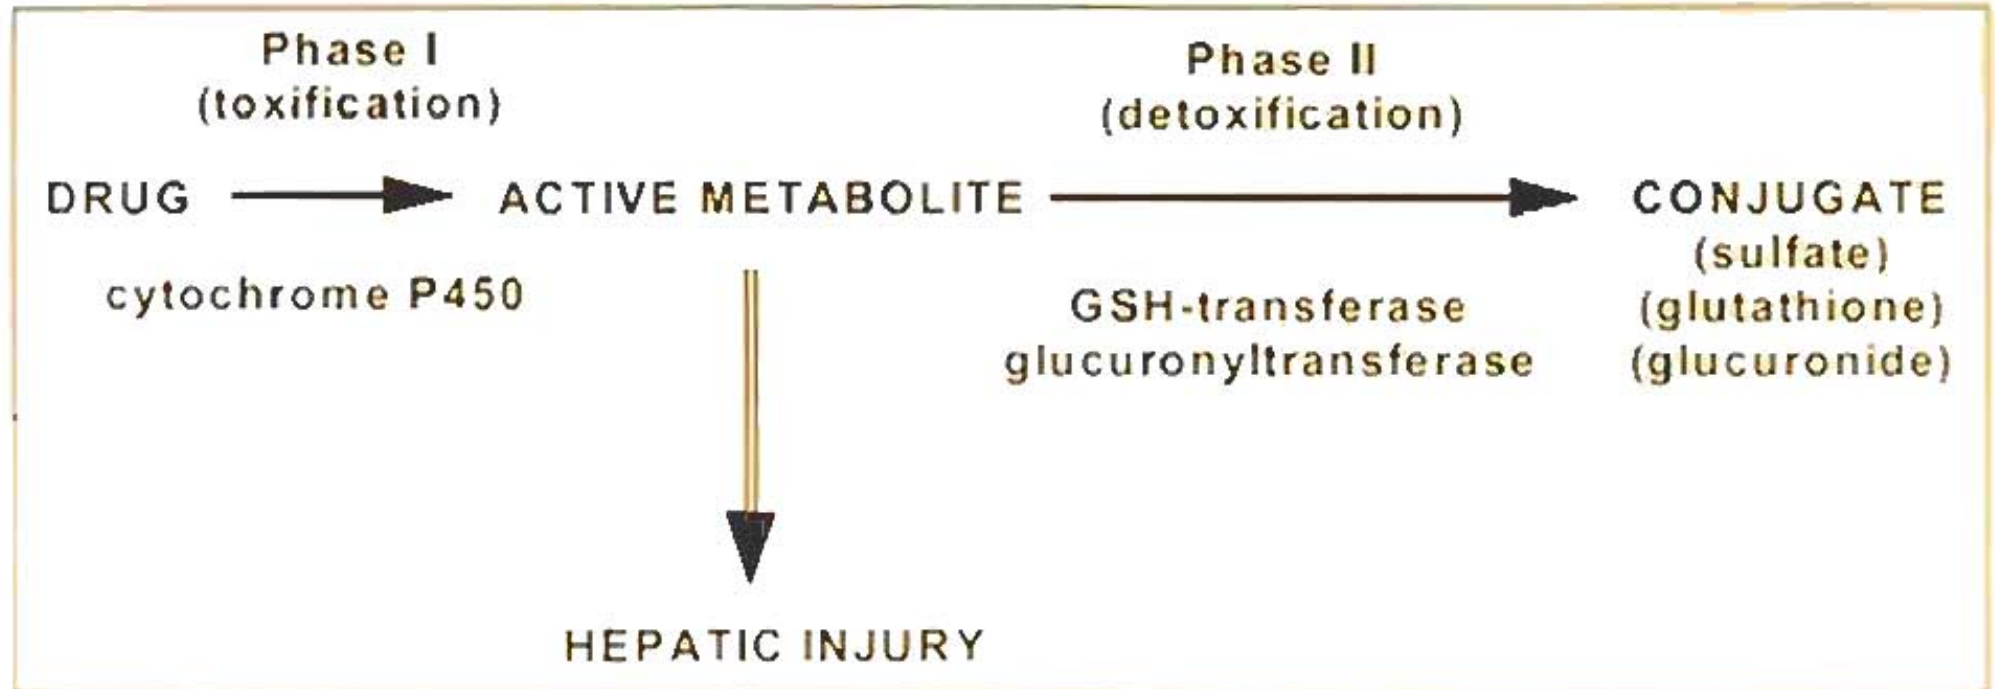 Phase I
(toxification)
Phase II
(detoxification)
DRUG
ACTIVE METABOLITE
CONJUGATE
(sulfate)
(glutathione)
(glucuronide)
cytochrome P450
GSH-transferase
glucuronyltransferase
HEPATIC INJURY